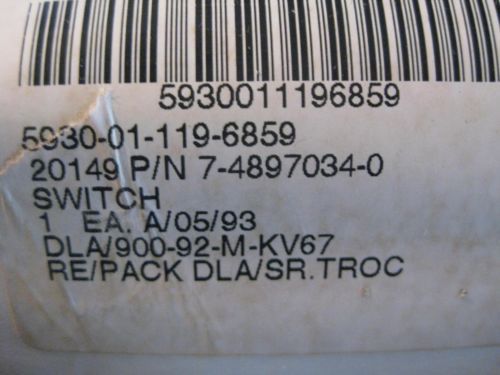 5930011196859
5930-01-119-6859
20149 P/N 7-4897034-0
SWITCH
1 EA. A/05/93
DLA/900-92-M-KV67
RE/PACK DLA/SR.TROC